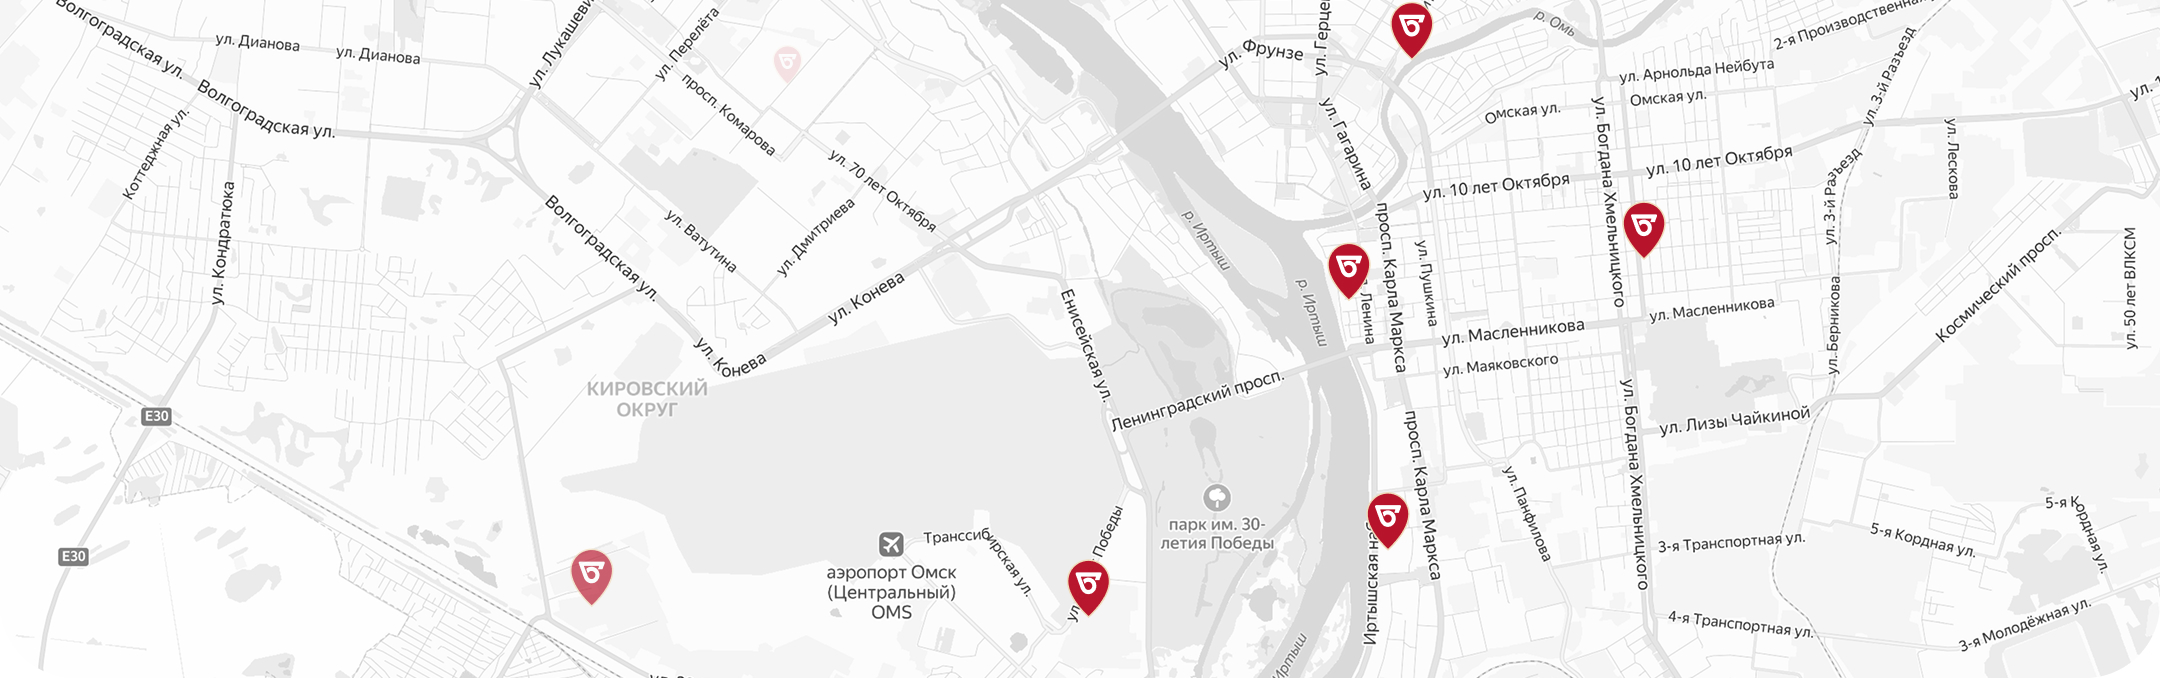 Волгоградская ул.
ул. Дианова
ул. Дианова
ул. Перелёта
просп. Комарова
ул. Фрунзе
р. Омь
2-я Производственная
ул. 3-й Разъезд
ул. Арнольда Нейбута
Омская ул.
Омская ул.
Волгоградская ул.
Коттеджная ул.
ул. Кондратюка
ул. 70 лет Октября
ул. Гагарина
ул. Богдана Хмельницкого
ул. 10 лет Октября
ул. 10 лет Октября
ул. 3-й Разъезд
ул. Лескова
Волгоградская ул.
ул. Ватутина
ул. Дмитриева
р. Иртыш
р. Иртыш
просп. Карла Маркса
ул. Пушкина
Ленина
ул. Конева
ул. Конева
Енисейская ул.
ул. Масленникова
ул. Масленникова
ул. Маяковского
ул. Берникова
Космический просп.
ул. 50 лет ВЛКСМ
КИРОВСКИЙ
ОКРУГ
Ленинградский просп.
просп. Карла Маркса
ул. Богдана Хмельницкого
ул. Лизы Чайкиной
E30
E30
ул. Панфилова
парк им. 30-
летия Победы
Победы
Транссибирская ул.
аэропорт Омск
(Центральный)
OMS
3-я Транспортная ул.
4-я Транспортная ул.
5-я Кордная ул.
5-я Кордная ул.
3-я Молодёжная ул.